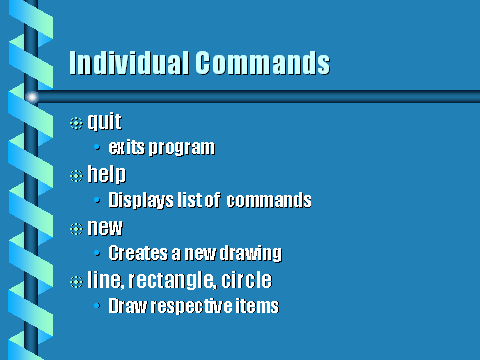 Individual Commands
quit
exits program
help
Displays list of commands
new
Creates a new drawing
line, rectangle, circle
Draw respective items